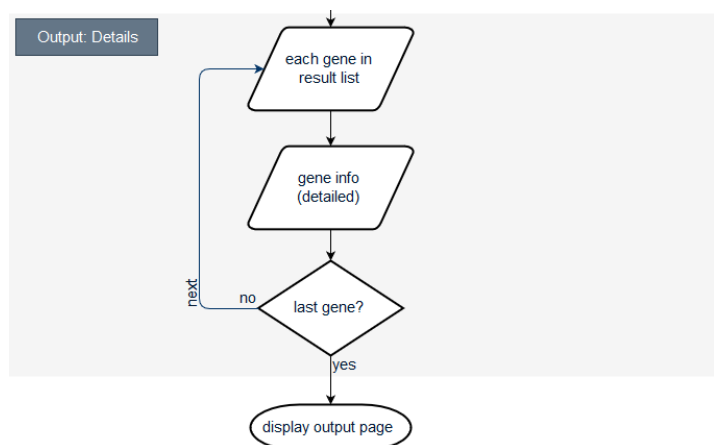 Output: Details
each gene in
result list
gene info
(detailed)
last gene?
no
next
yes
display output page